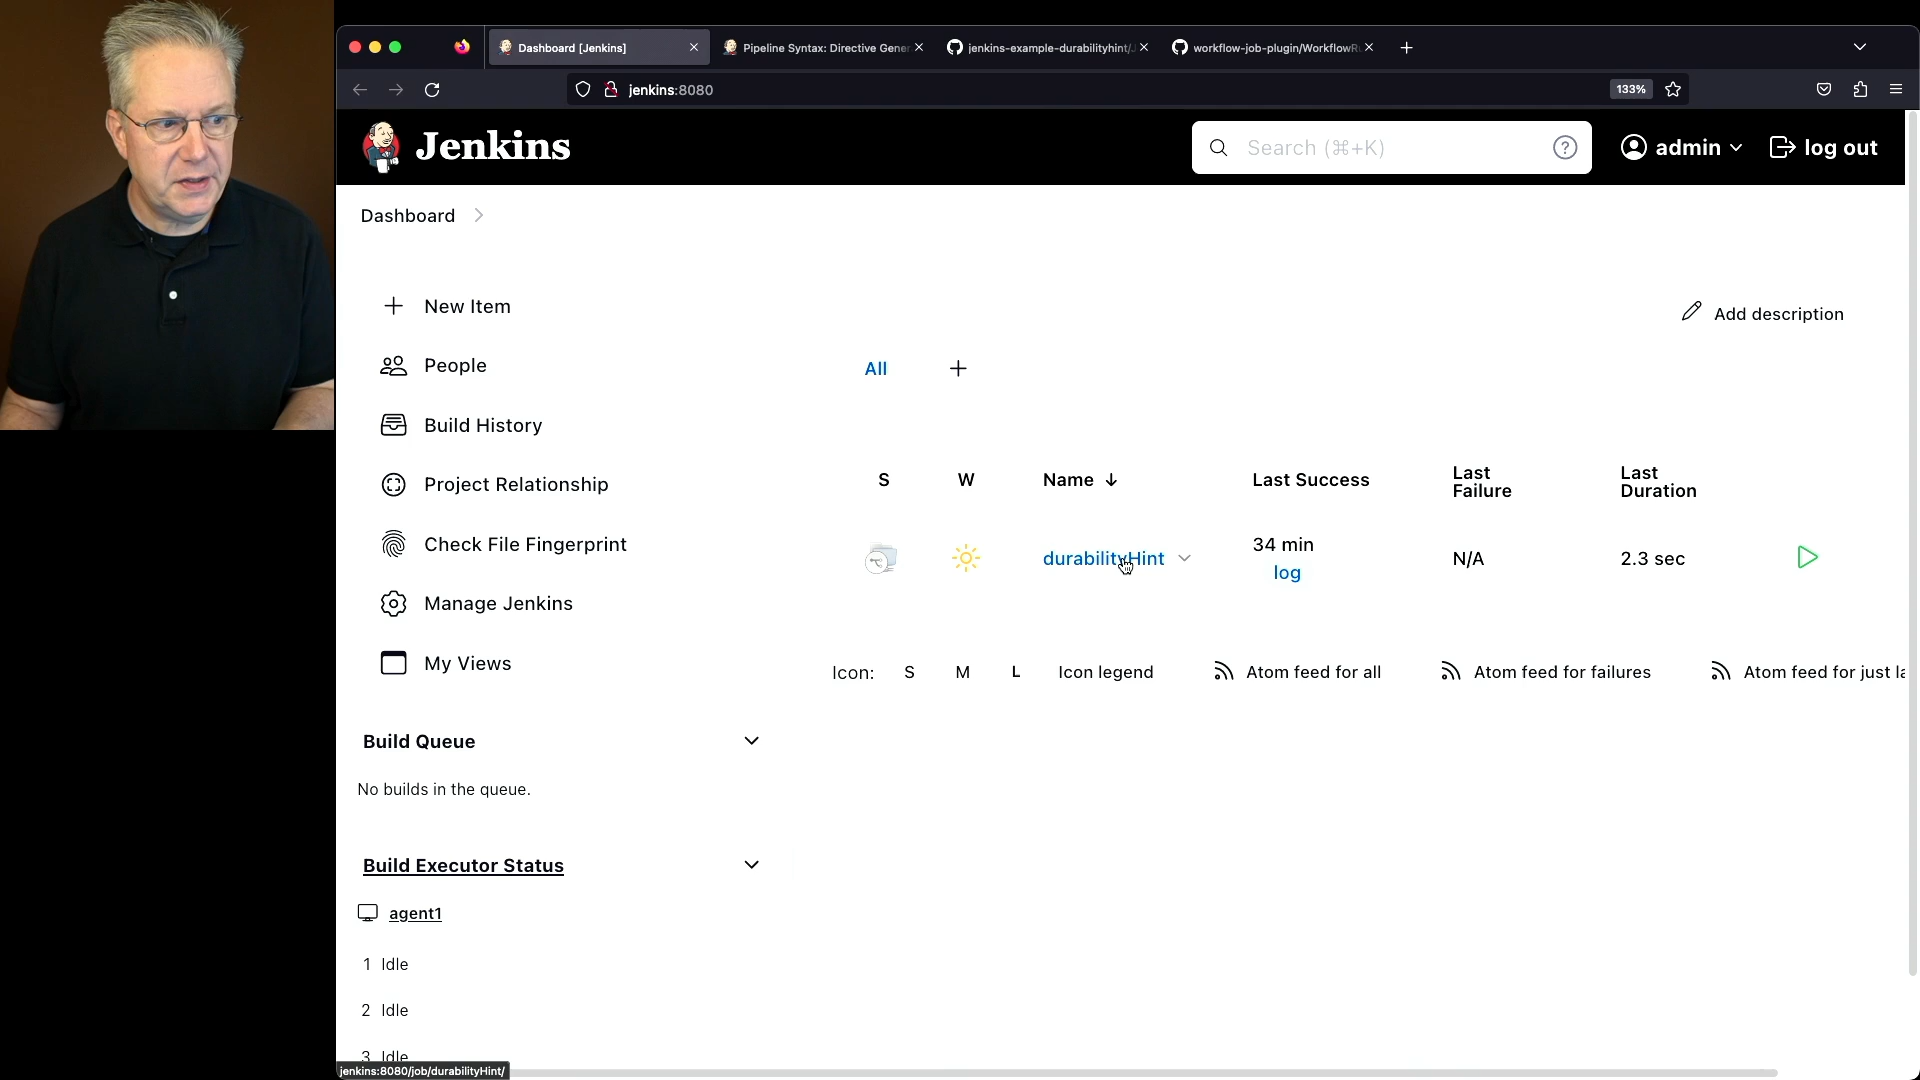 Dashboard [Jenkins]
Pipeline Syntax: Directive Gener
jenkins-example-durabilityhint/
workflow-job-plugin/WorkflowR
jenkins:8080
133%
Jenkins
Search (⌘+K)
admin
log out
Dashboard
New Item
Add description
People
All +
Build History
S W Name ↓ Last Success Last Failure Last Duration
Project Relationship
durabilityHint 34 min log N/A 2.3 sec
Check File Fingerprint
Manage Jenkins
My Views
Icon: S M L Icon legend Atom feed for all Atom feed for failures Atom feed for just la
Build Queue
No builds in the queue.
Build Executor Status
agent1
1 Idle
2 Idle
3 Idle
jenkins:8080/job/durabilityHint/